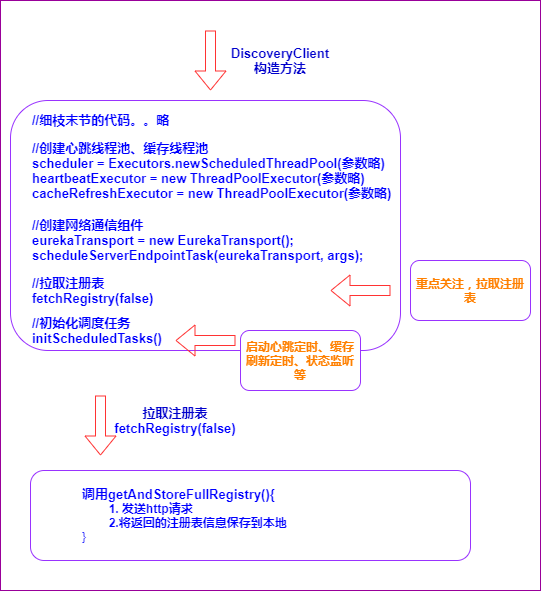 DiscoveryClient
构造方法
//细枝末节的代码。。略
//创建心跳线程池、缓存线程池
scheduler = Executors.newScheduledThreadPool(参数略)
heartbeatExecutor = new ThreadPoolExecutor(参数略)
cacheRefreshExecutor = new ThreadPoolExecutor(参数略)
//创建网络通信组件
eurekaTransport = new EurekaTransport();
scheduleServerEndpointTask(eurekaTransport, args);
//拉取注册表
fetchRegistry(false)
重点关注，拉取注册
表
//初始化调度任务
initScheduledTasks()
启动心跳定时、缓存
刷新定时、状态监听
等
拉取注册表
fetchRegistry(false)
调用getAndStoreFullRegistry(){
1. 发送http请求
2.将返回的注册表信息保存到本地
}